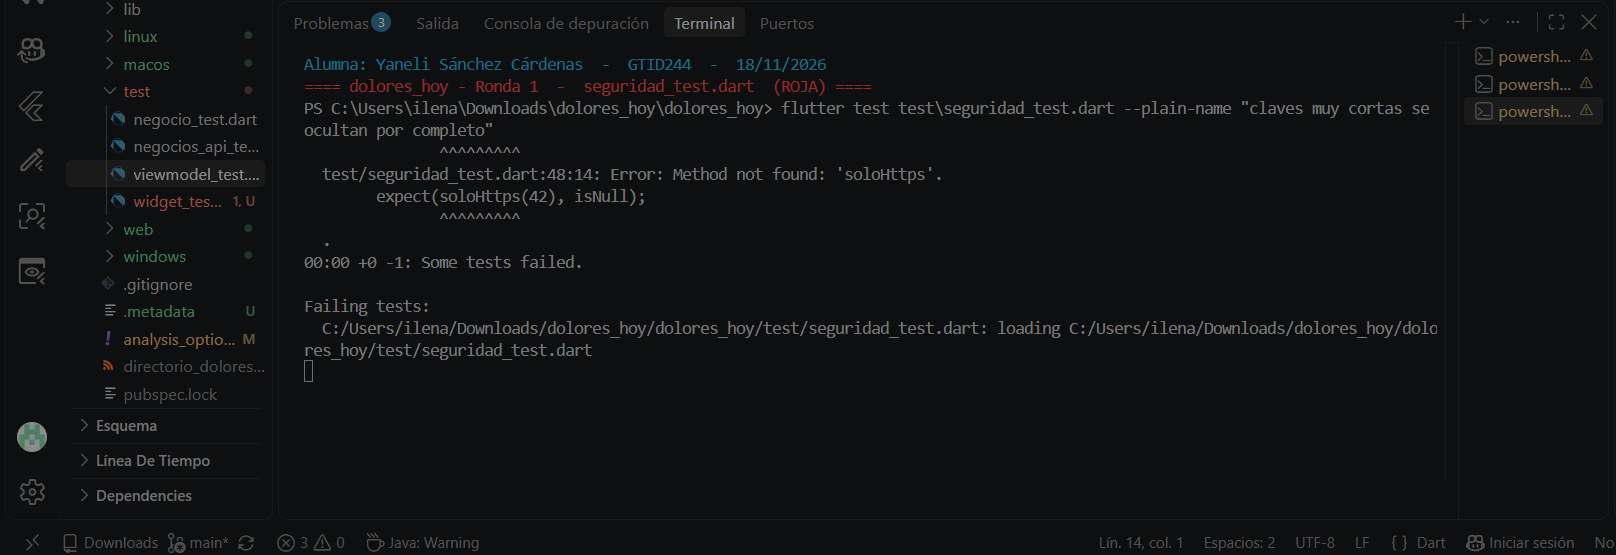 lib
linux
macos
test
negocio_test.dart
negocios_api_te...
viewmodel_test....
widget_tes... 1, U
web
windows
.gitignore
.metadata U
analysis_optio... M
directorio_dolores...
pubspec.lock
Esquema
Línea De Tiempo
Dependencies
Problemas 3 Salida Consola de depuración Terminal Puertos
Alumna: Yaneli Sánchez Cárdenas - GTID244 - 18/11/2026
==== dolores_hoy - Ronda 1 - seguridad_test.dart (ROJA) ====
PS C:\Users\ilena\Downloads\dolores_hoy\dolores_hoy> flutter test test\seguridad_test.dart --plain-name "claves muy cortas se
ocultan por completo"
^^^^^^^^^
test/seguridad_test.dart:48:14: Error: Method not found: 'soloHttps'.
expect(soloHttps(42), isNull);
^^^^^^^^^
.
00:00 +0 -1: Some tests failed.
Failing tests:
C:/Users/ilena/Downloads/dolores_hoy/dolores_hoy/test/seguridad_test.dart: loading C:/Users/ilena/Downloads/dolores_hoy/dolo
res_hoy/test/seguridad_test.dart
powersh...
powersh...
powersh...
Downloads main* 3 0 Java: Warning Lín. 14, col. 1 Espacios: 2 UTF-8 LF { } Dart Iniciar sesión No